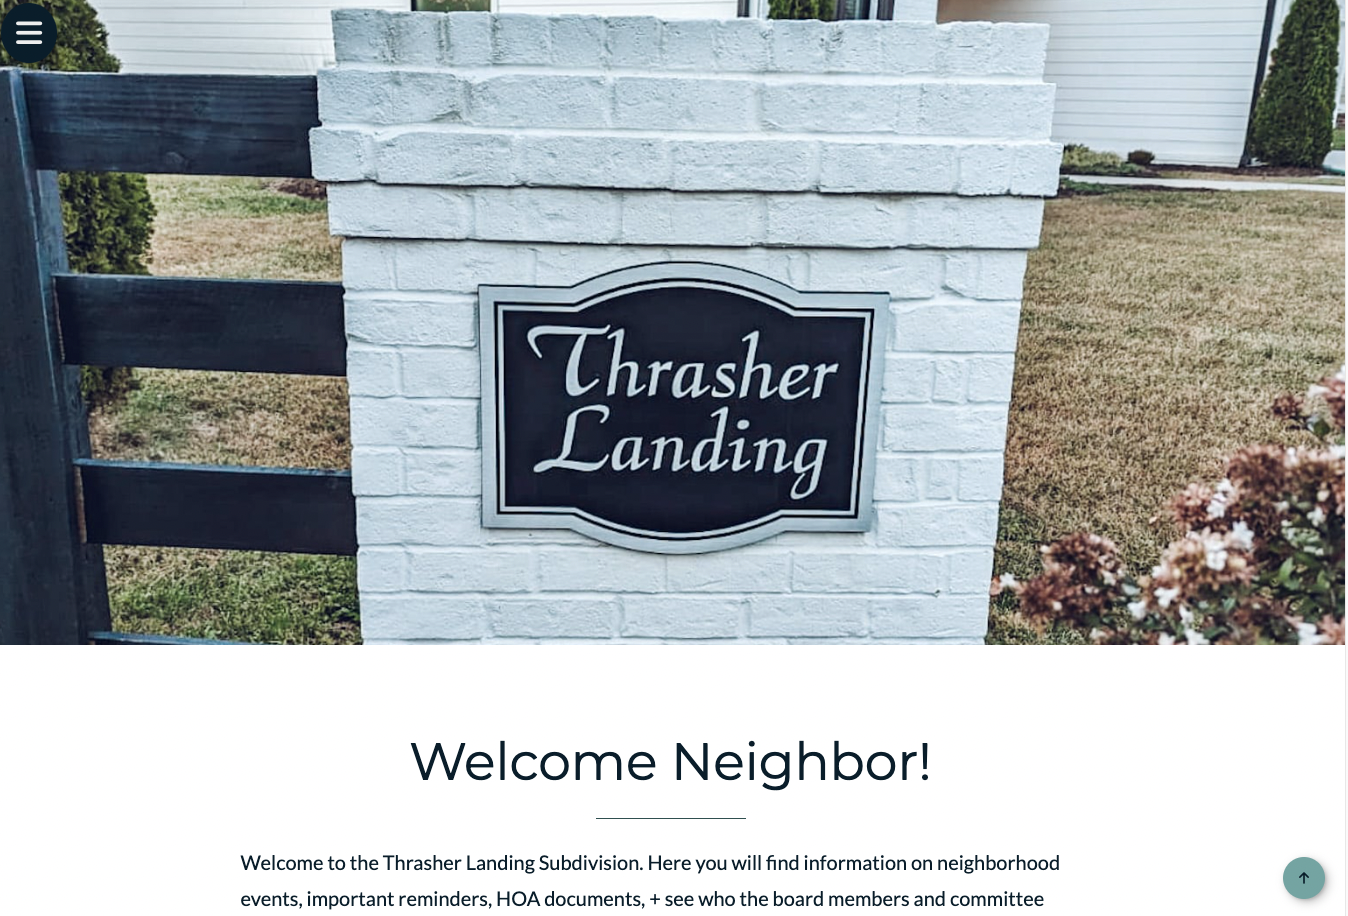 Thrasher
Landing
Welcome Neighbor!
Welcome to the Thrasher Landing Subdivision. Here you will find information on neighborhood
events, important reminders, HOA documents, + see who the board members and committee